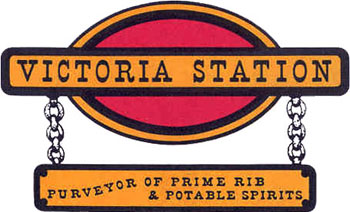 VICTORIA STATION
PURVEYOR OF PRIME RIB
& POTABLE SPIRITS